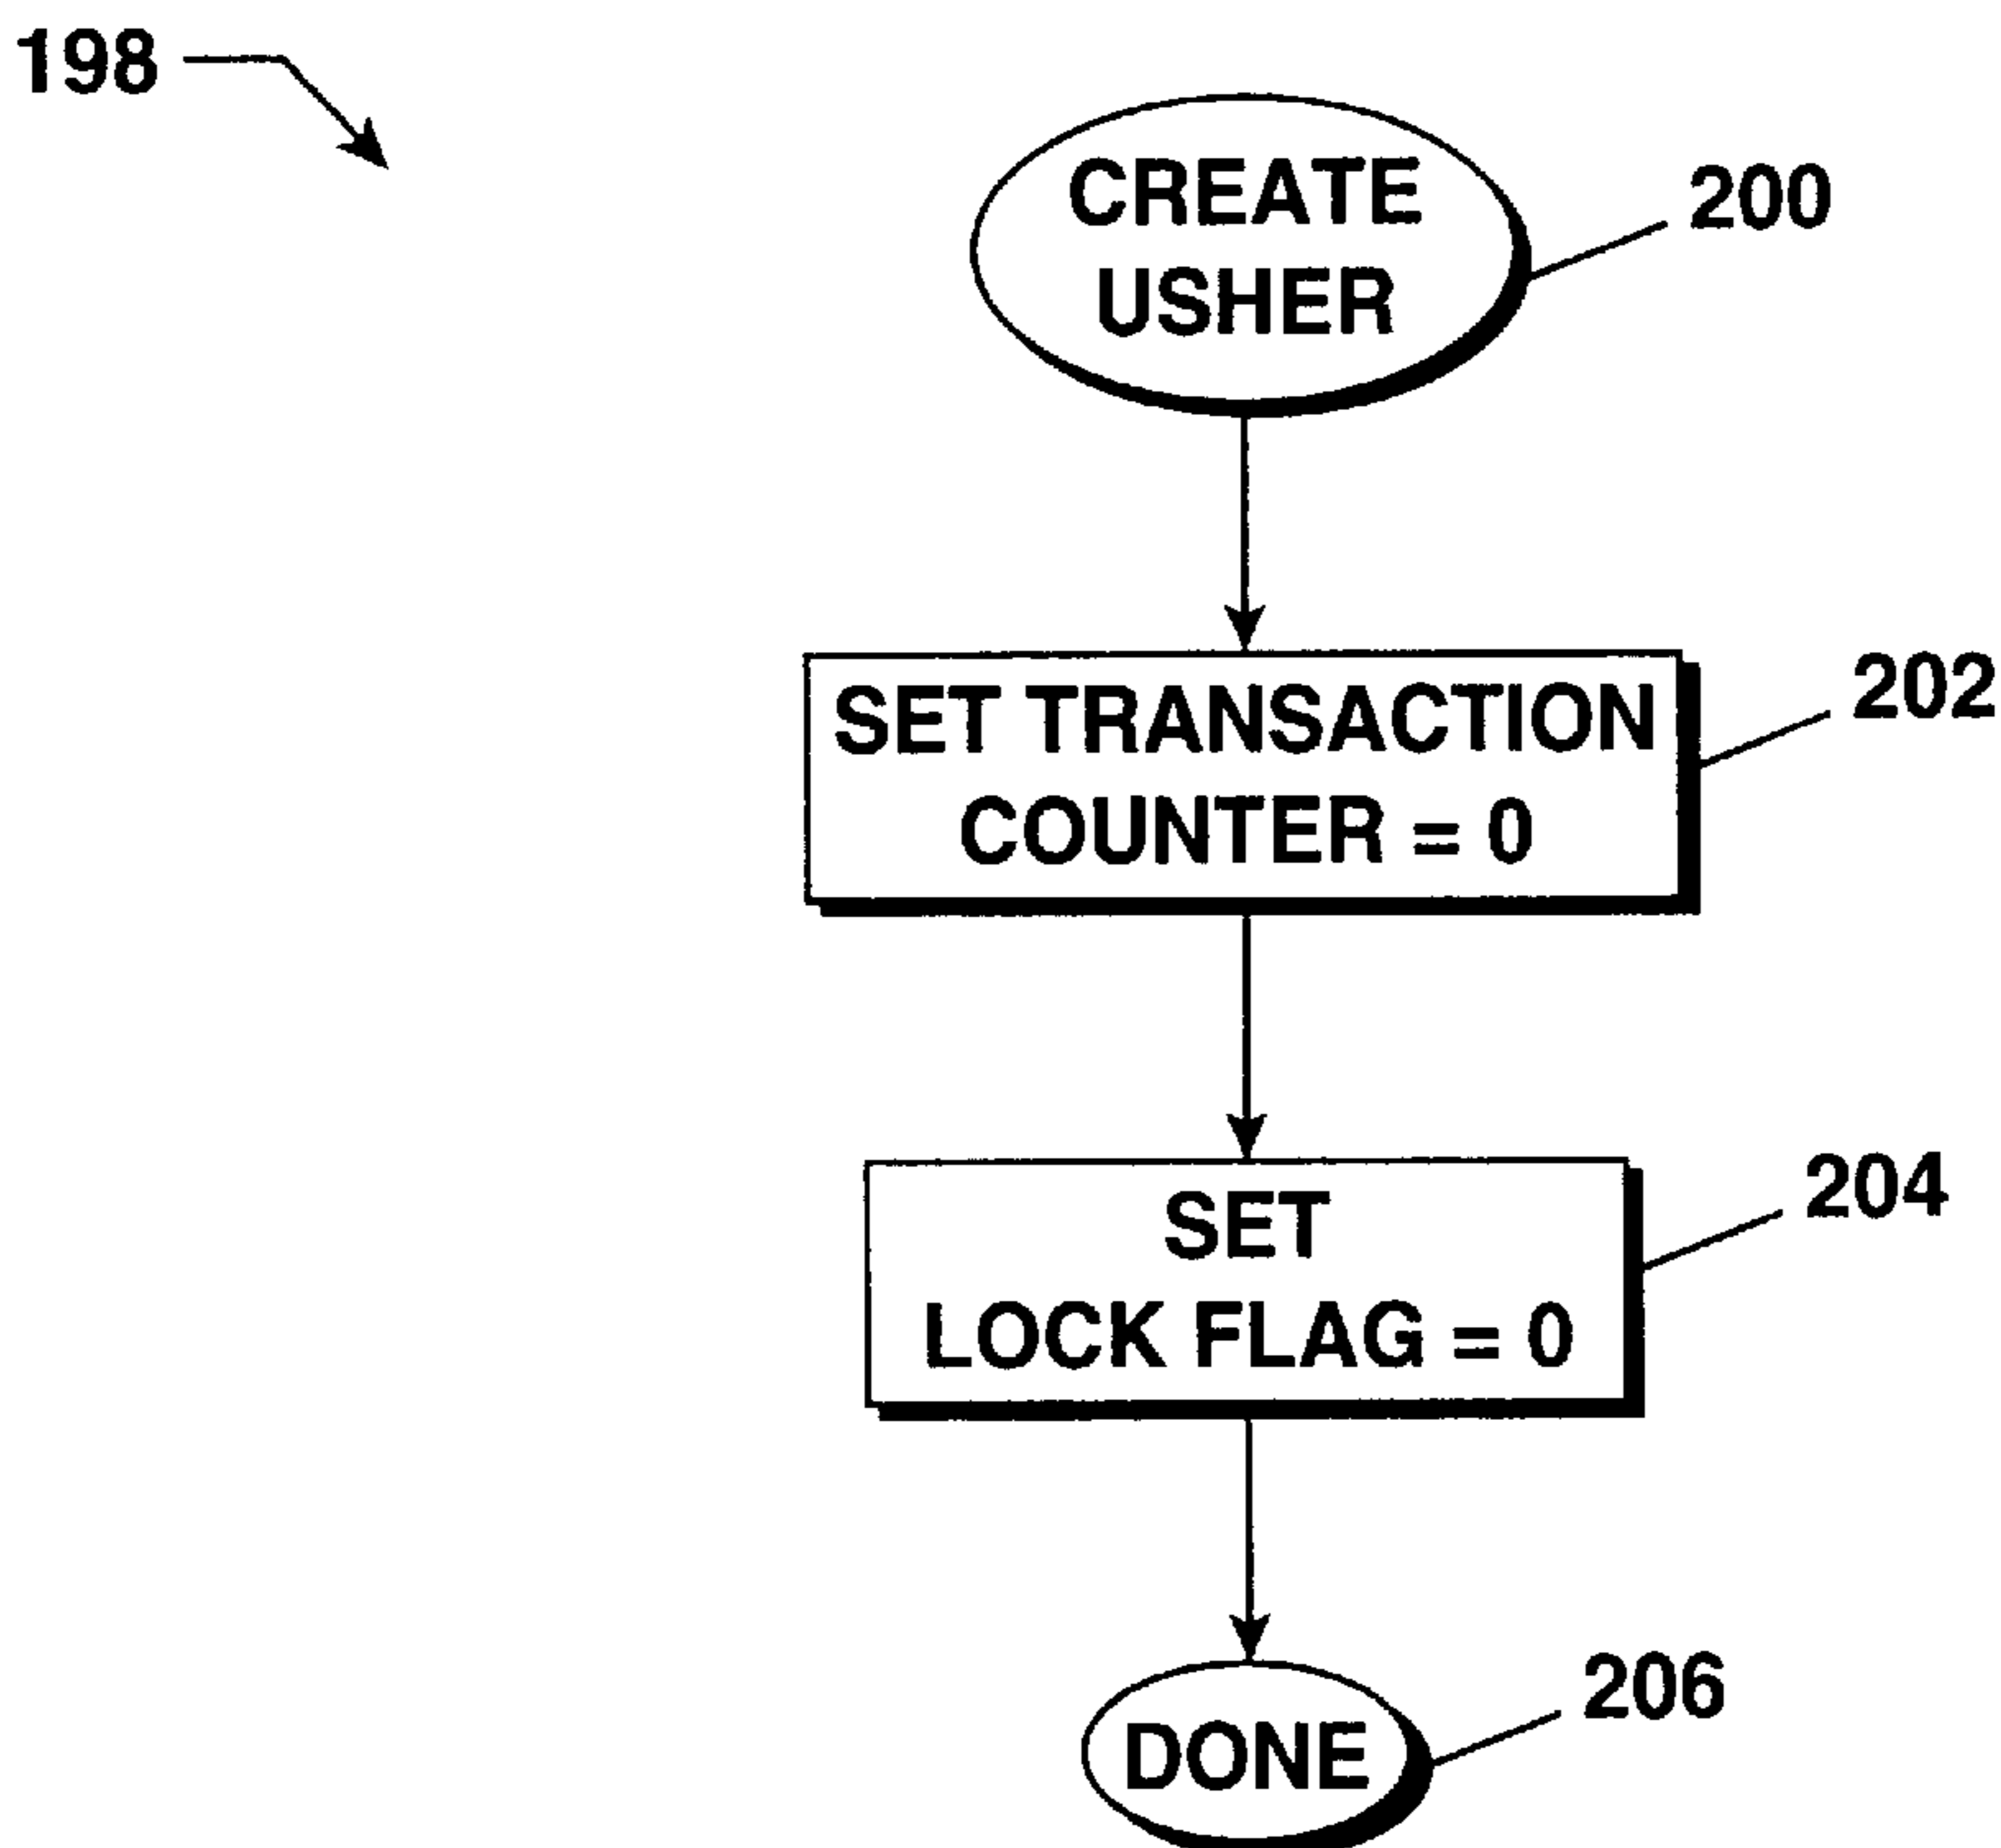 198
CREATE
USHER
200
SET TRANSACTION
COUNTER = 0
202
SET
LOCK FLAG = 0
204
DONE
206